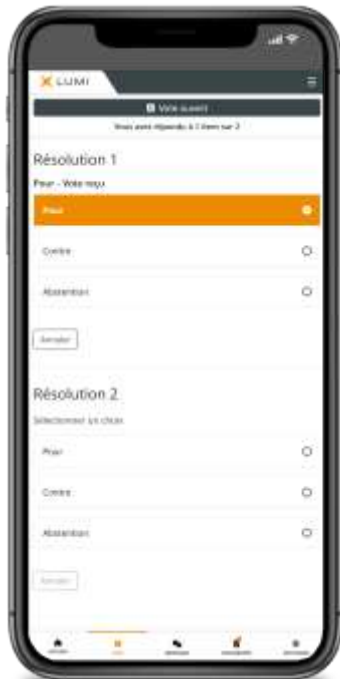 LUMI
Vote ouvert
Vous avez répondu à 1 item sur 2
Résolution 1
Pour - Vote reçu
Pour
Contre
Abstention
Annuler
Résolution 2
Sélectionner un choix
Pour
Contre
Abstention
Annuler